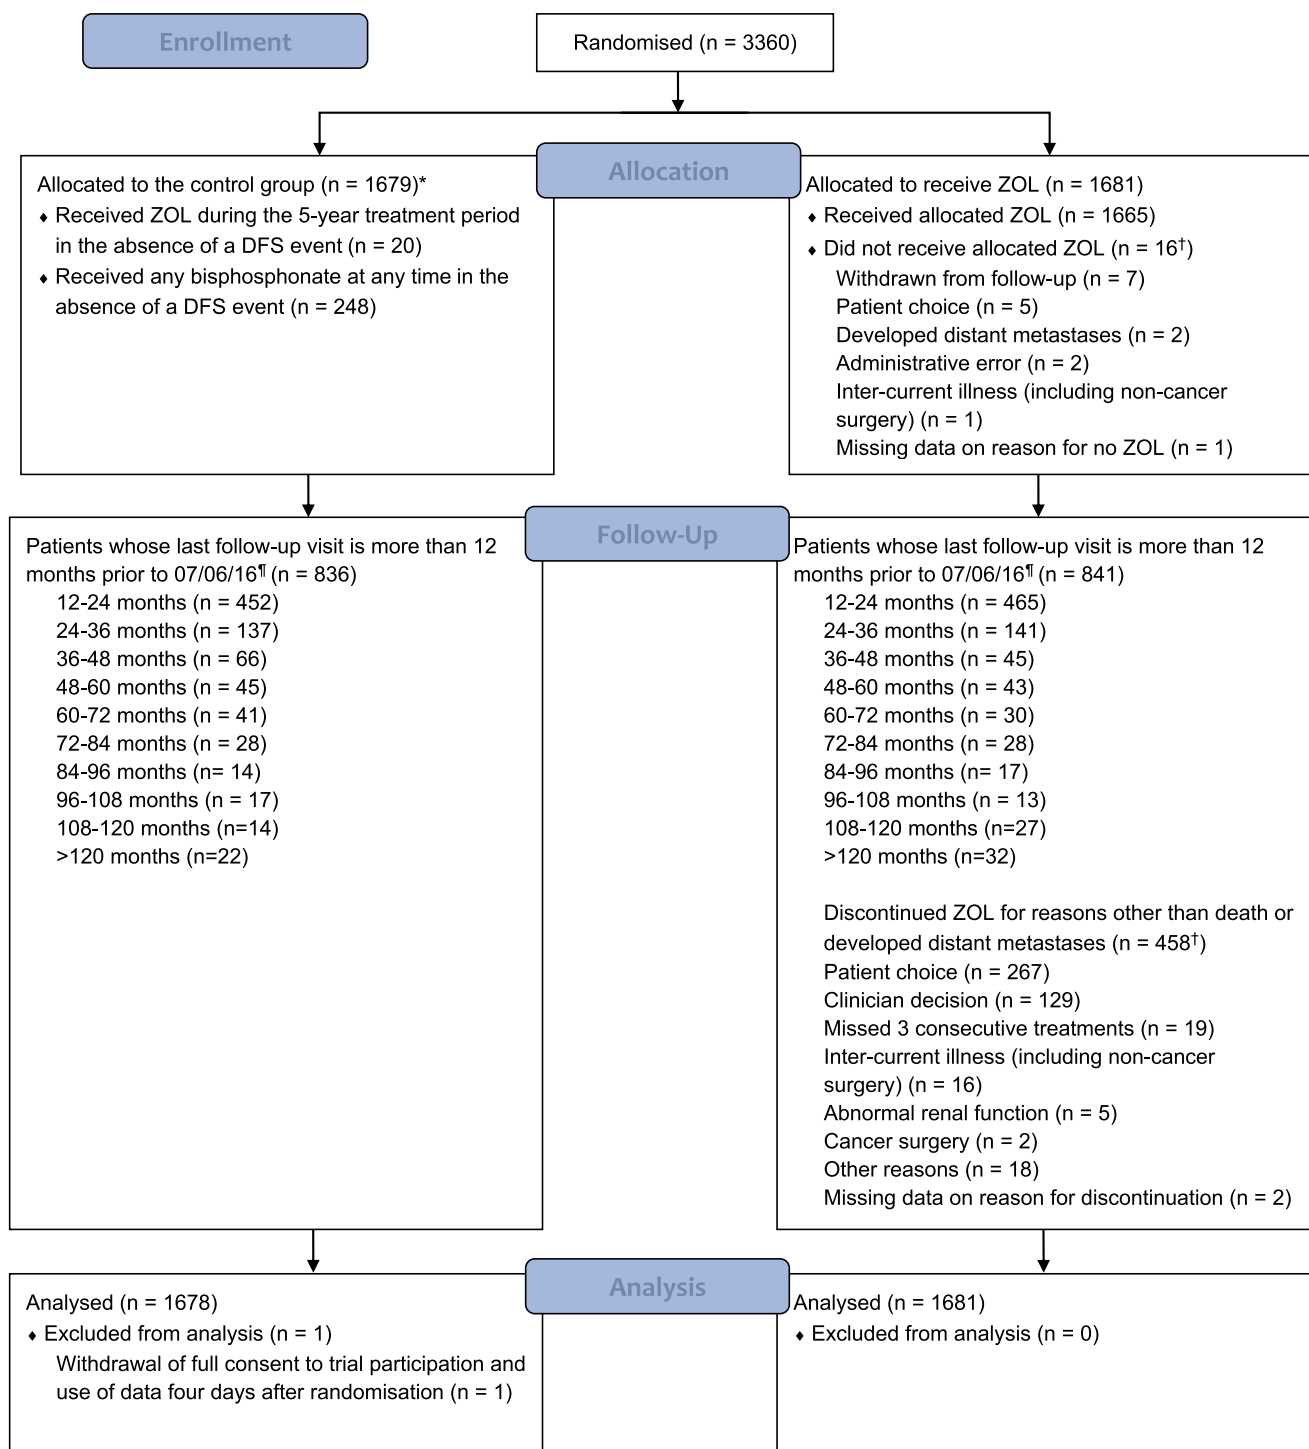 Enrollment
Randomised (n = 3360)
Allocation
Allocated to the control group (n = 1679)*
♦ Received ZOL during the 5-year treatment period
in the absence of a DFS event (n = 20)
♦ Received any bisphosphonate at any time in the
absence of a DFS event (n = 248)
Allocated to receive ZOL (n = 1681)
♦ Received allocated ZOL (n = 1665)
♦ Did not receive allocated ZOL (n = 16†)
Withdrawn from follow-up (n = 7)
Patient choice (n = 5)
Developed distant metastases (n = 2)
Administrative error (n = 2)
Inter-current illness (including non-cancer
surgery) (n = 1)
Missing data on reason for no ZOL (n = 1)
Follow-Up
Patients whose last follow-up visit is more than 12
months prior to 07/06/16¶ (n = 836)
12-24 months (n = 452)
24-36 months (n = 137)
36-48 months (n = 66)
48-60 months (n = 45)
60-72 months (n = 41)
72-84 months (n = 28)
84-96 months (n= 14)
96-108 months (n = 17)
108-120 months (n=14)
>120 months (n=22)
Patients whose last follow-up visit is more than 12
months prior to 07/06/16¶ (n = 841)
12-24 months (n = 465)
24-36 months (n = 141)
36-48 months (n = 45)
48-60 months (n = 43)
60-72 months (n = 30)
72-84 months (n = 28)
84-96 months (n= 17)
96-108 months (n = 13)
108-120 months (n=27)
>120 months (n=32)
Discontinued ZOL for reasons other than death or
developed distant metastases (n = 458†)
Patient choice (n = 267)
Clinician decision (n = 129)
Missed 3 consecutive treatments (n = 19)
Inter-current illness (including non-cancer
surgery) (n = 16)
Abnormal renal function (n = 5)
Cancer surgery (n = 2)
Other reasons (n = 18)
Missing data on reason for discontinuation (n = 2)
Analysis
Analysed (n = 1678)
♦ Excluded from analysis (n = 1)
Withdrawal of full consent to trial participation and
use of data four days after randomisation (n = 1)
Analysed (n = 1681)
♦ Excluded from analysis (n = 0)